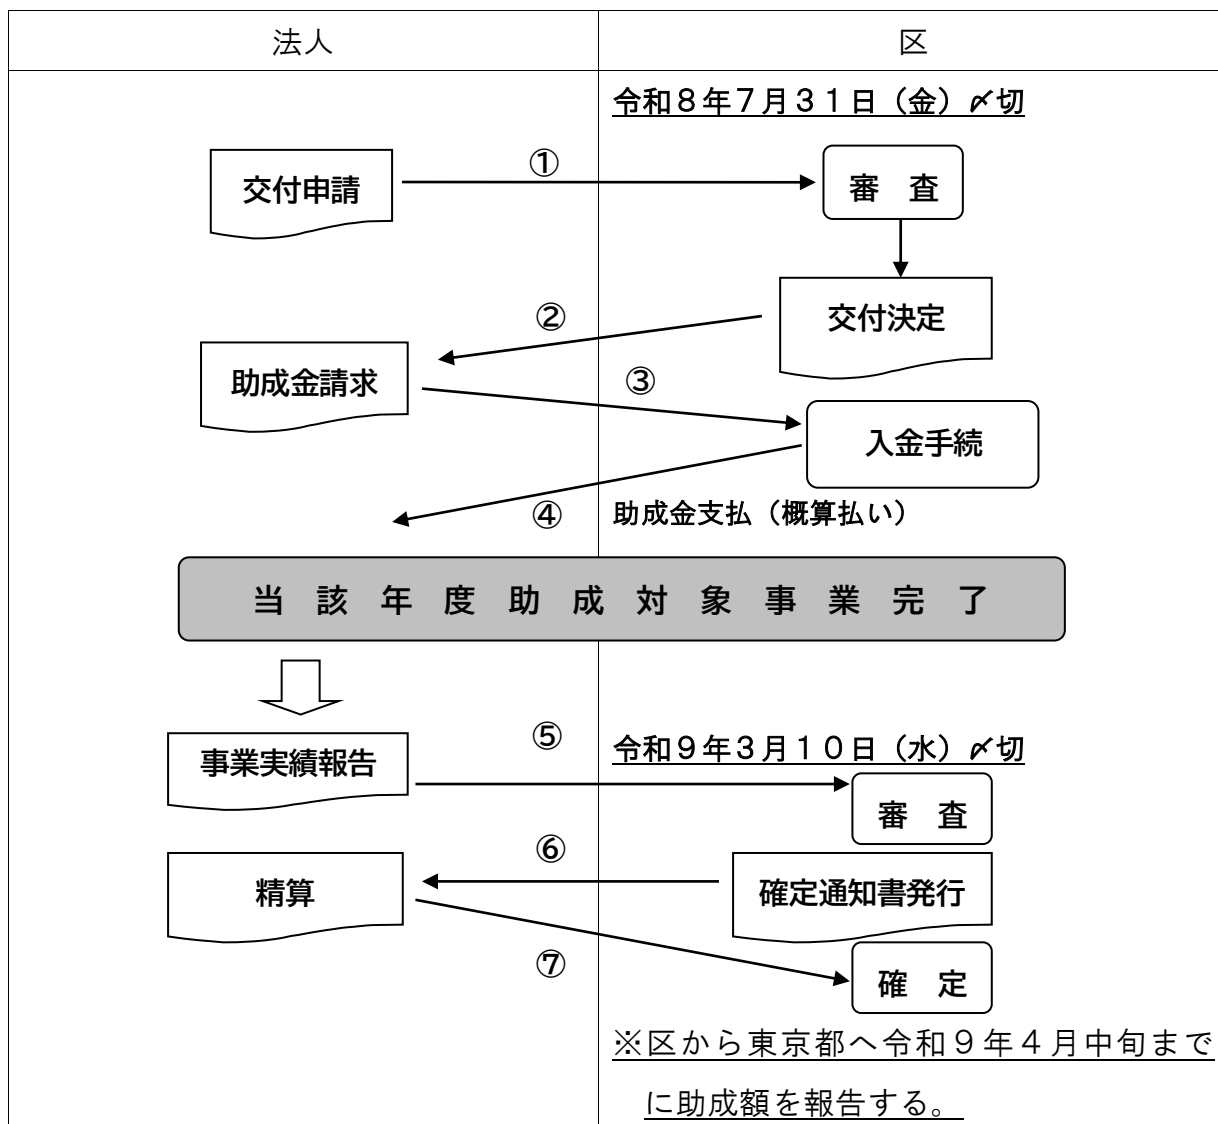 法人
区
令和８年７月３１日（金）〆切
①
交付申請
審　査
②
交付決定
助成金請求
③
入金手続
④
助成金支払（概算払い）
当　該　年　度　助　成　対　象　事　業　完　了
⑤
令和９年３月１０日（水）〆切
事業実績報告
審　査
⑥
精算
確定通知書発行
⑦
確　定
※区から東京都へ令和９年４月中旬まで
に助成額を報告する。